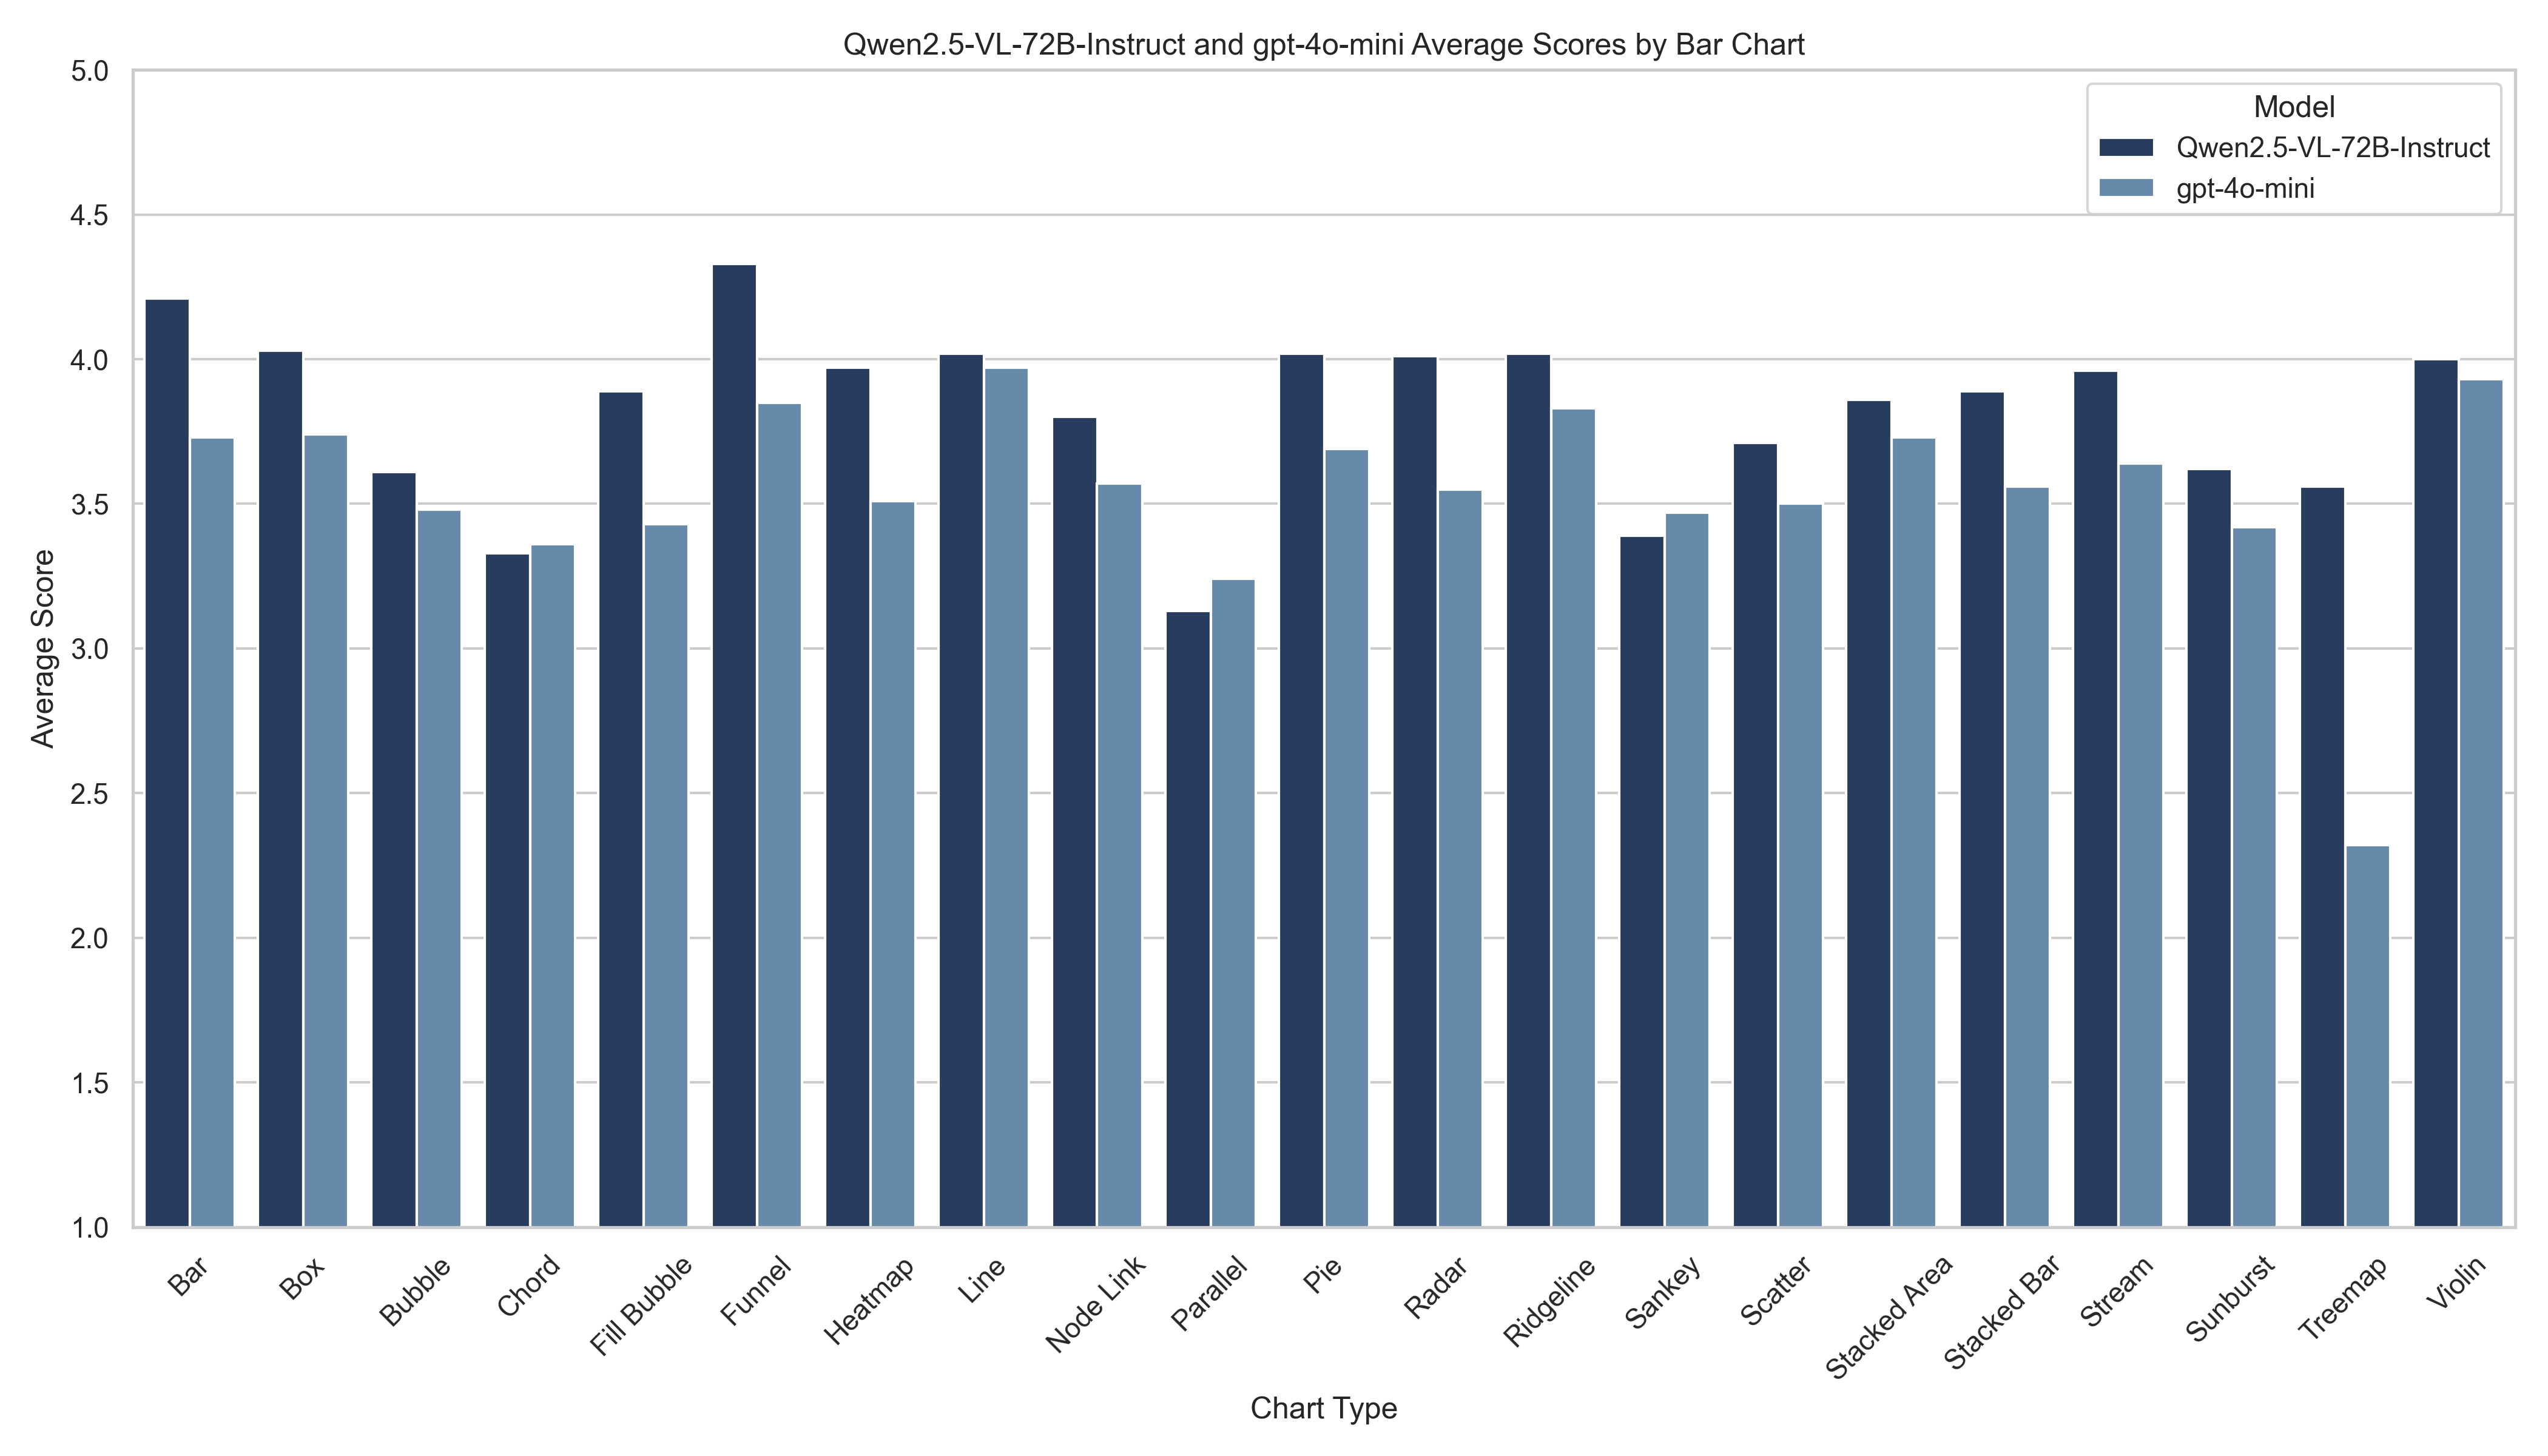 Qwen2.5-VL-72B-Instruct and gpt-4o-mini Average Scores by Bar Chart
Model
Qwen2.5-VL-72B-Instruct
gpt-4o-mini
Average Score
5.0
4.5
4.0
3.5
3.0
2.5
2.0
1.5
1.0
Bar
Box
Bubble
Chord
Fill Bubble
Funnel
Heatmap
Line
Node Link
Parallel
Pie
Radar
Ridgeline
Sankey
Scatter
Stacked Area
Stacked Bar
Stream
Sunburst
Treemap
Violin
Chart Type